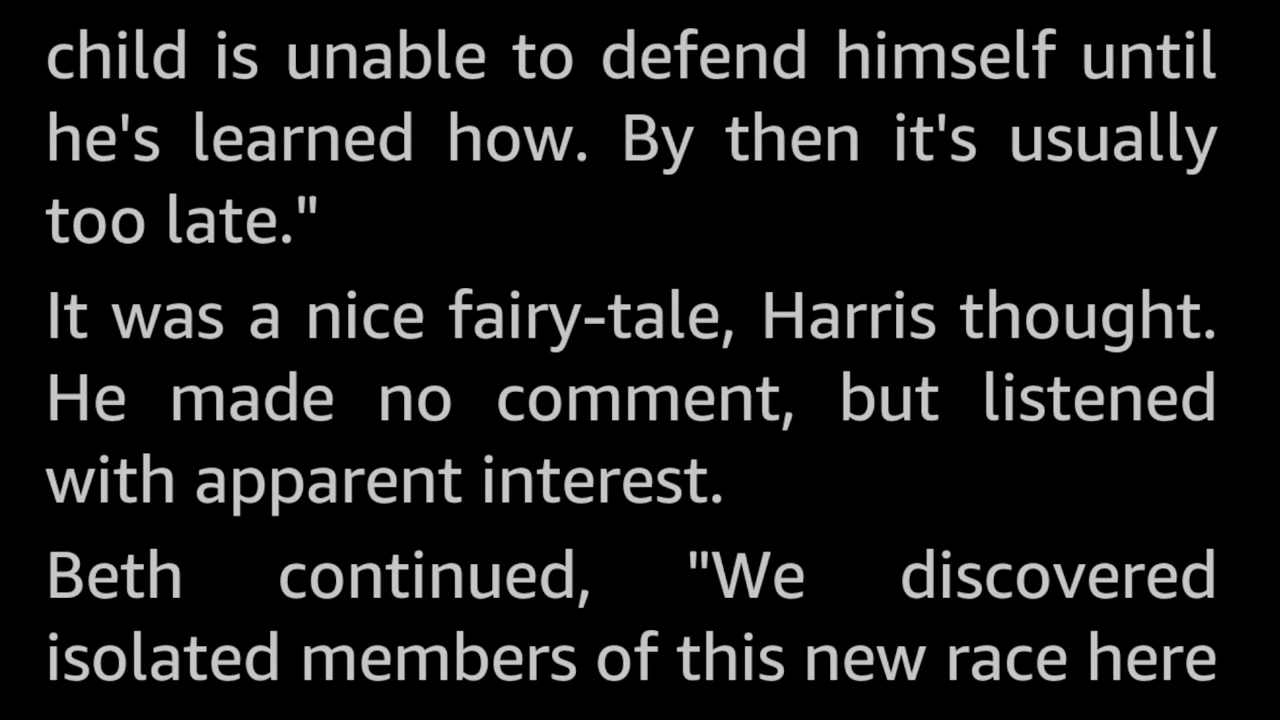 child is unable to defend himself until
he's learned how. By then it's usually
too late."
It was a nice fairy-tale, Harris thought.
He made no comment, but listened
with apparent interest.
Beth continued, "We discovered
isolated members of this new race here